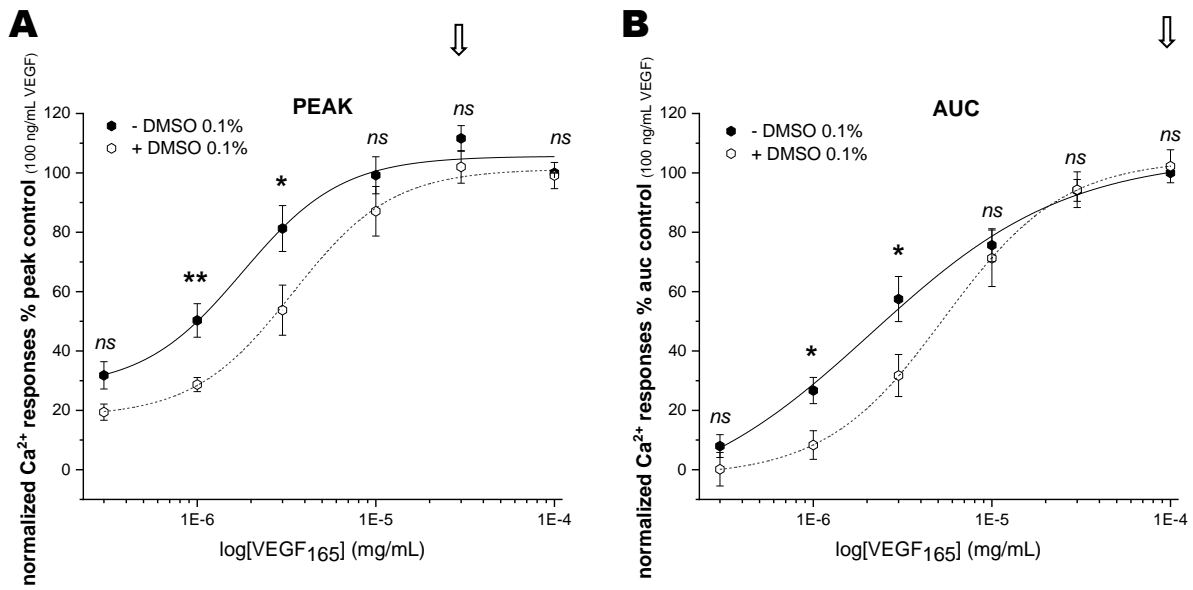 A
normalized Ca²⁺ responses % peak control (100 ng/mL VEGF)
PEAK
- DMSO 0.1%
+ DMSO 0.1%
120
100
80
60
40
20
0
ns
**
*
ns
ns
ns
1E-6
1E-5
1E-4
log[VEGF₁₆₅] (mg/mL)
B
normalized Ca²⁺ responses % auc control (100 ng/mL VEGF)
AUC
- DMSO 0.1%
+ DMSO 0.1%
120
100
80
60
40
20
0
ns
*
*
ns
ns
ns
1E-6
1E-5
1E-4
log[VEGF₁₆₅] (mg/mL)